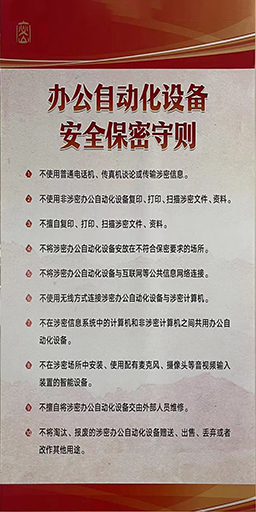 办公自动化设备
安全保密守则
不使用普通电话机、传真机谈论或传输涉密信息。
不使用非涉密办公自动化设备复印、打印、扫描涉密文件、资料。
不擅自复印、打印、扫描涉密文件、资料。
不将涉密办公自动化设备安放在不符合保密要求的场所。
不将涉密办公自动化设备与互联网等公共信息网络连接。
不使用无线方式连接涉密办公自动化设备与涉密计算机。
不在涉密信息系统中的计算机和非涉密计算机之间共用办公自
动化设备。
不在涉密场所中安装、使用配有麦克风、摄像头等音视频输入
装置的智能设备。
不擅自将涉密办公自动化设备交由外部人员维修。
不将淘汰、报废的涉密办公自动化设备赠送、出售、丢弃或者
改作其他用途。